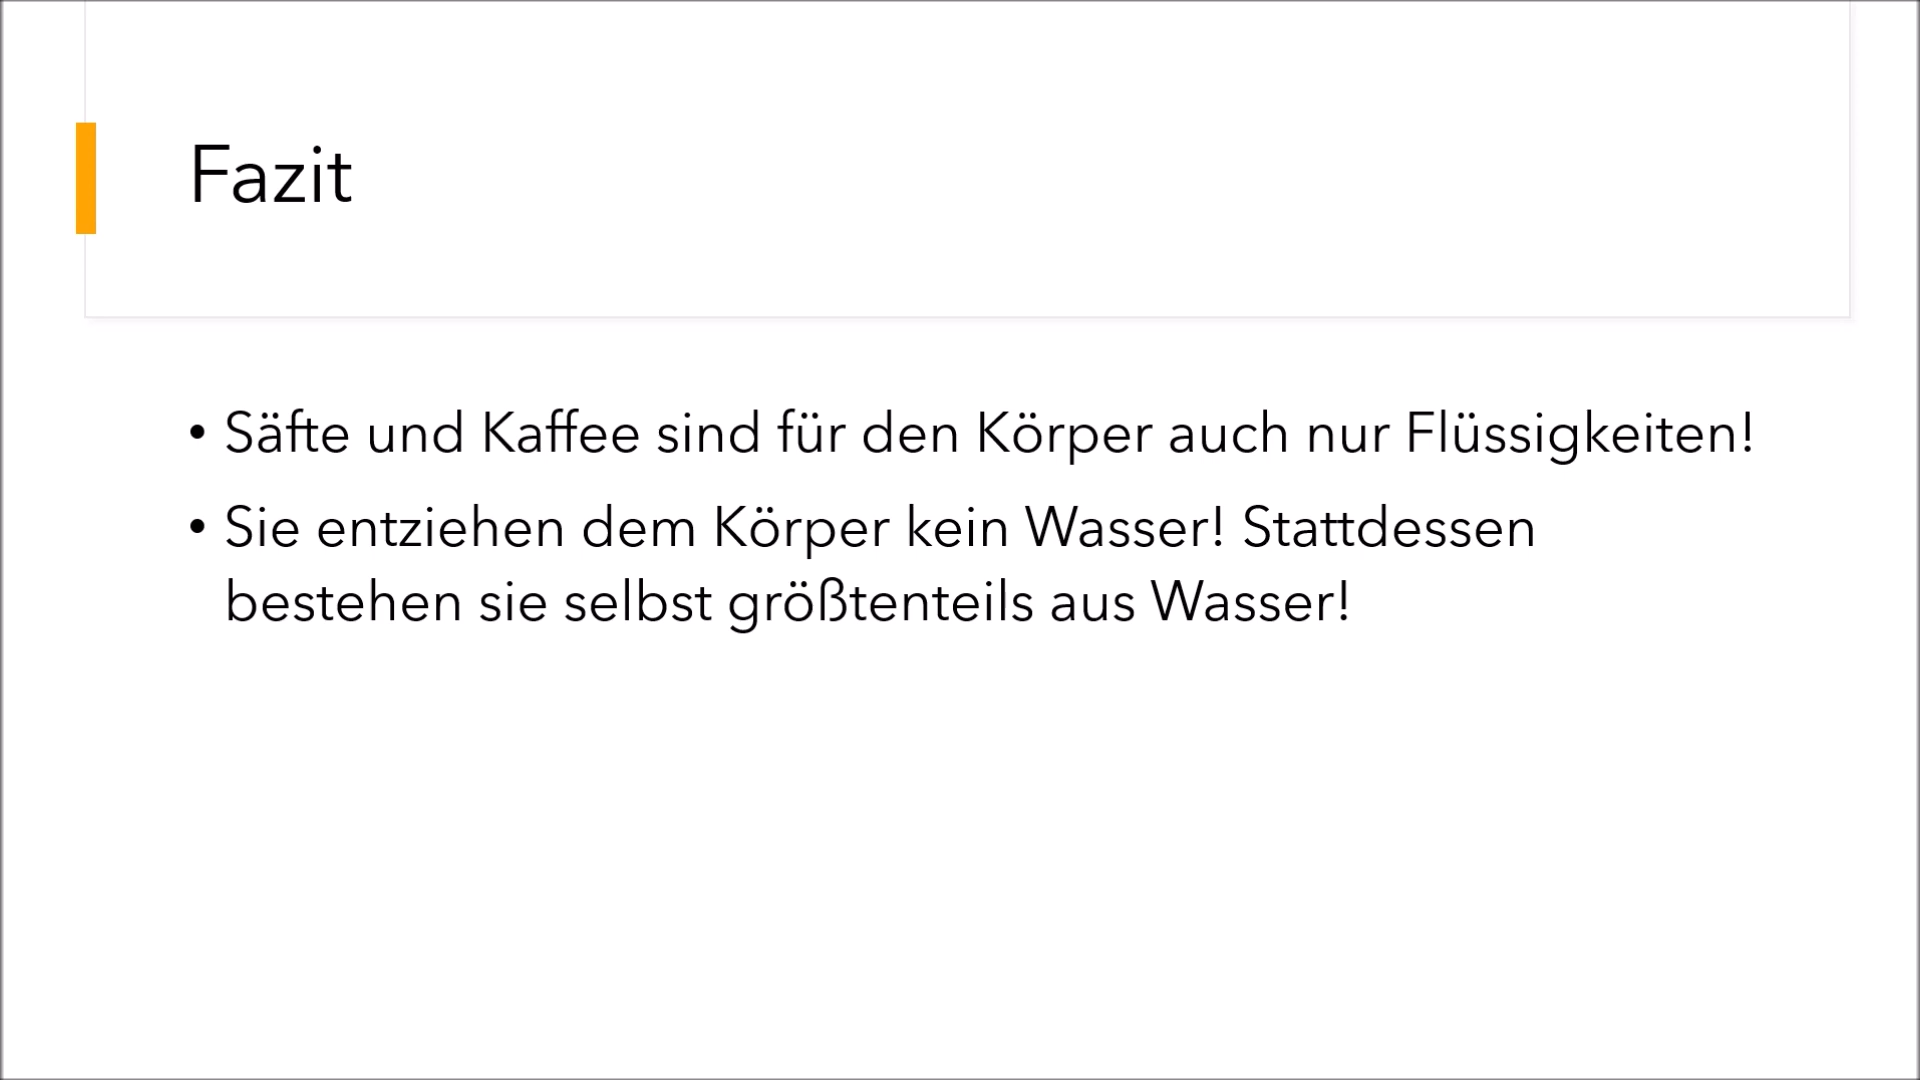 Fazit
• Säfte und Kaffee sind für den Körper auch nur Flüssigkeiten!
• Sie entziehen dem Körper kein Wasser! Stattdessen
bestehen sie selbst größtenteils aus Wasser!